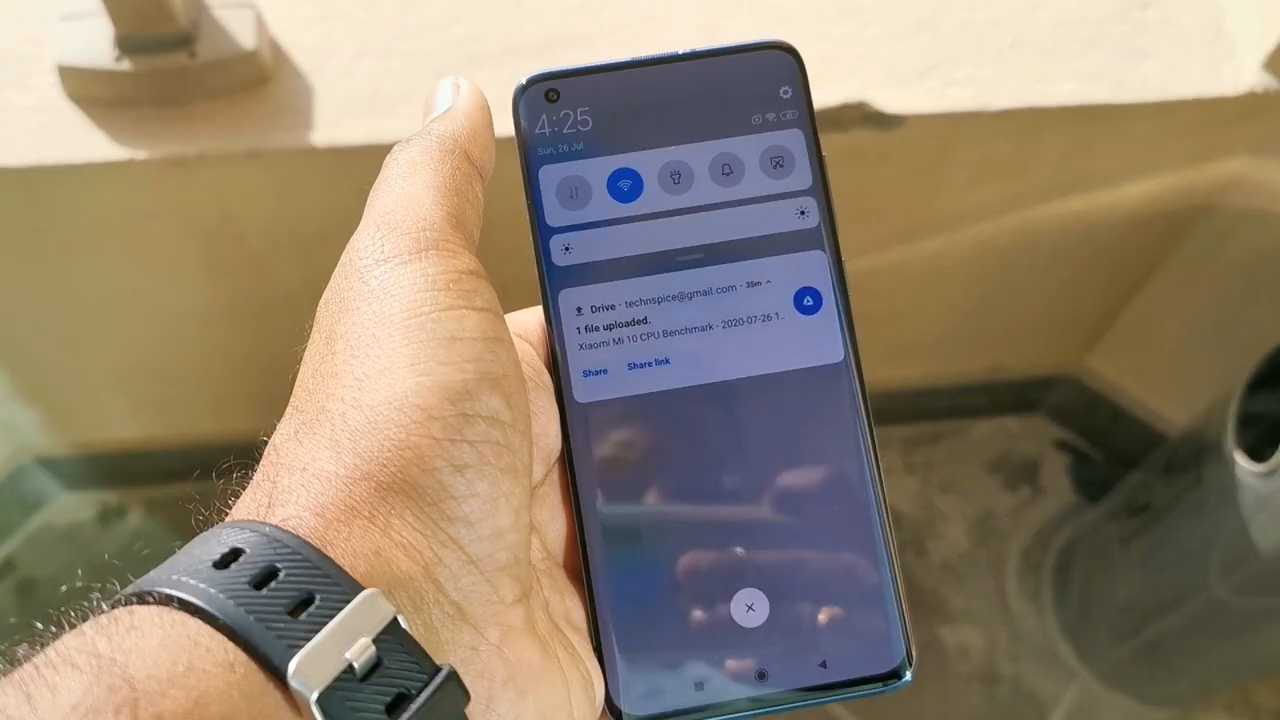 4:25
Sun, 26 Jul
Drive · technspice@gmail.com · 35m
1 file uploaded.
Xiaomi Mi 10 CPU Benchmark - 2020-07-26 1..
Share Share link